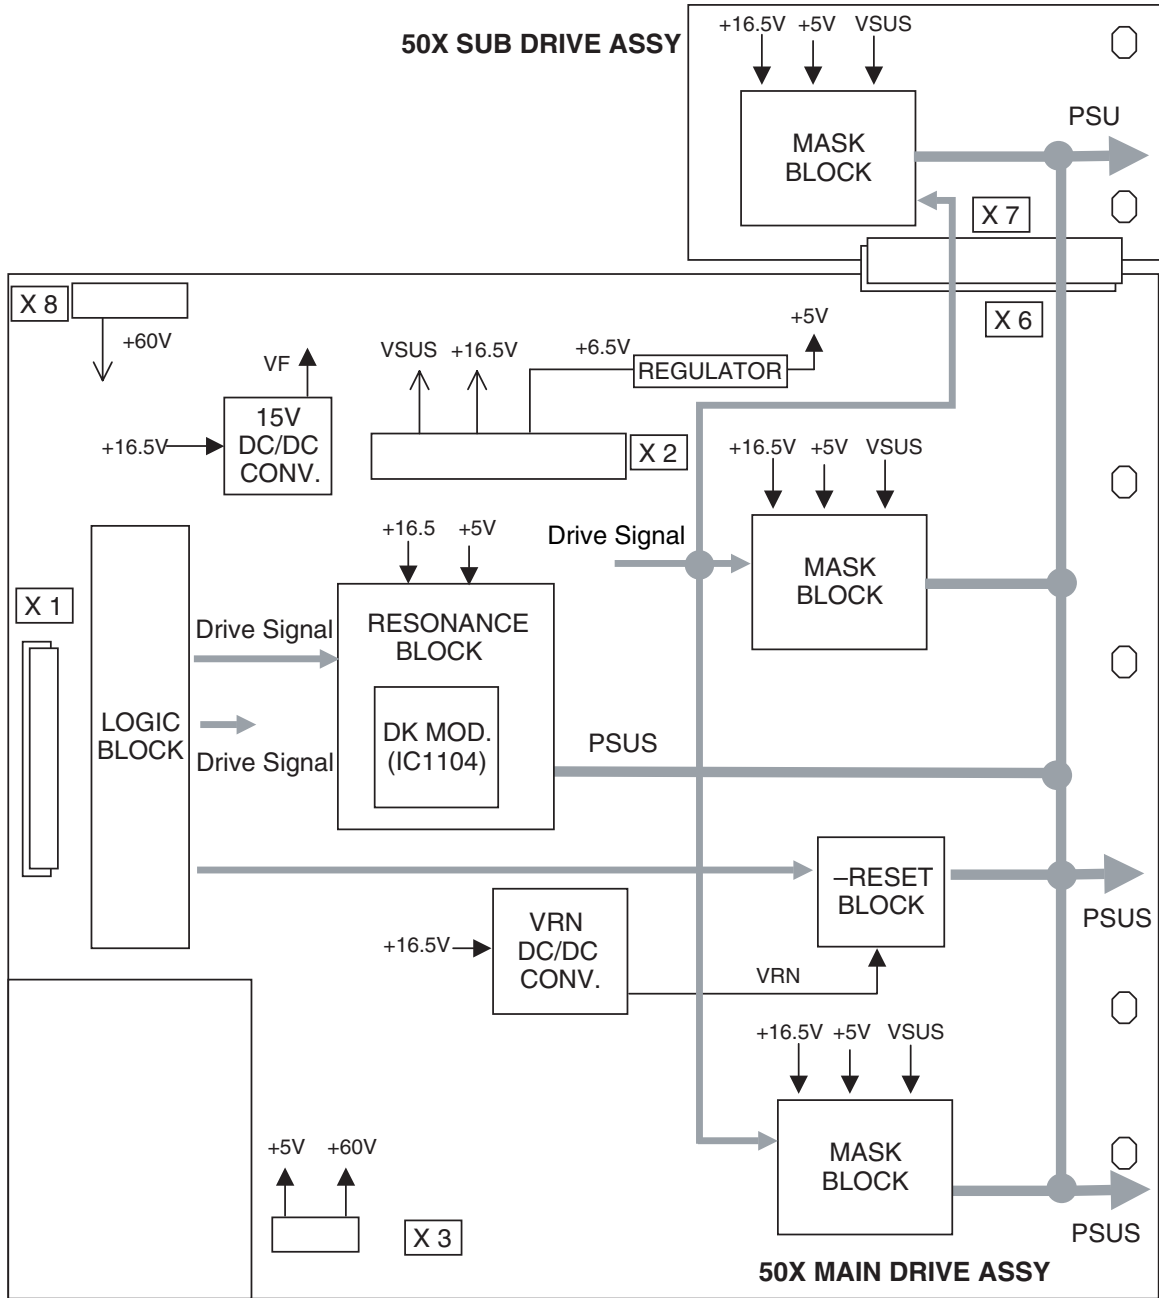 50X SUB DRIVE ASSY
+16.5V +5V VSUS
MASK
BLOCK
PSU
X 7
X 6
X 8
+60V
VF
+16.5V
15V
DC/DC
CONV.
VSUS +16.5V
+6.5V
REGULATOR
+5V
X 2
+16.5V +5V VSUS
MASK
BLOCK
Drive Signal
+16.5 +5V
RESONANCE
BLOCK
DK MOD.
(IC1104)
X 1
LOGIC
BLOCK
Drive Signal
Drive Signal
PSUS
–RESET
BLOCK
PSUS
+16.5V
VRN
DC/DC
CONV.
VRN
+16.5V +5V VSUS
MASK
BLOCK
PSUS
+5V +60V
X 3
50X MAIN DRIVE ASSY